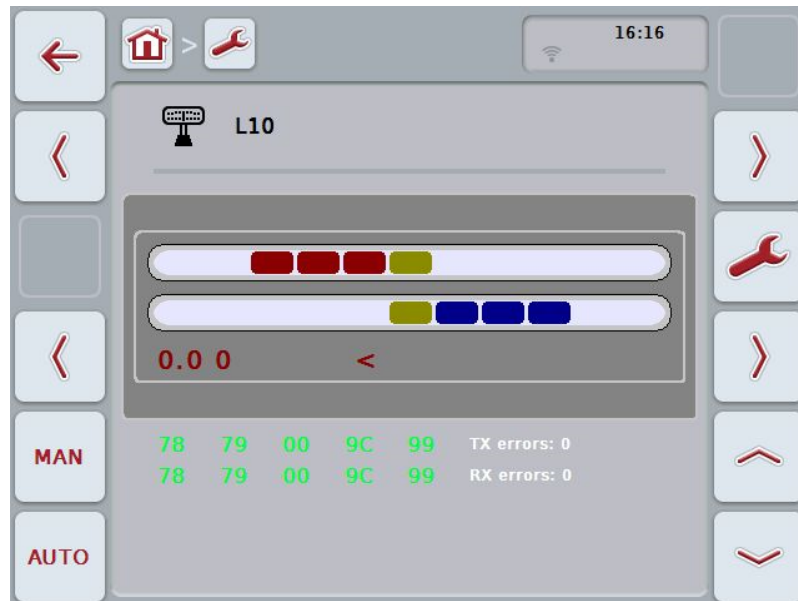 >
16:16
L10
0.0 0 <
78 79 00 9C 99 TX errors: 0
78 79 00 9C 99 RX errors: 0
MAN
AUTO